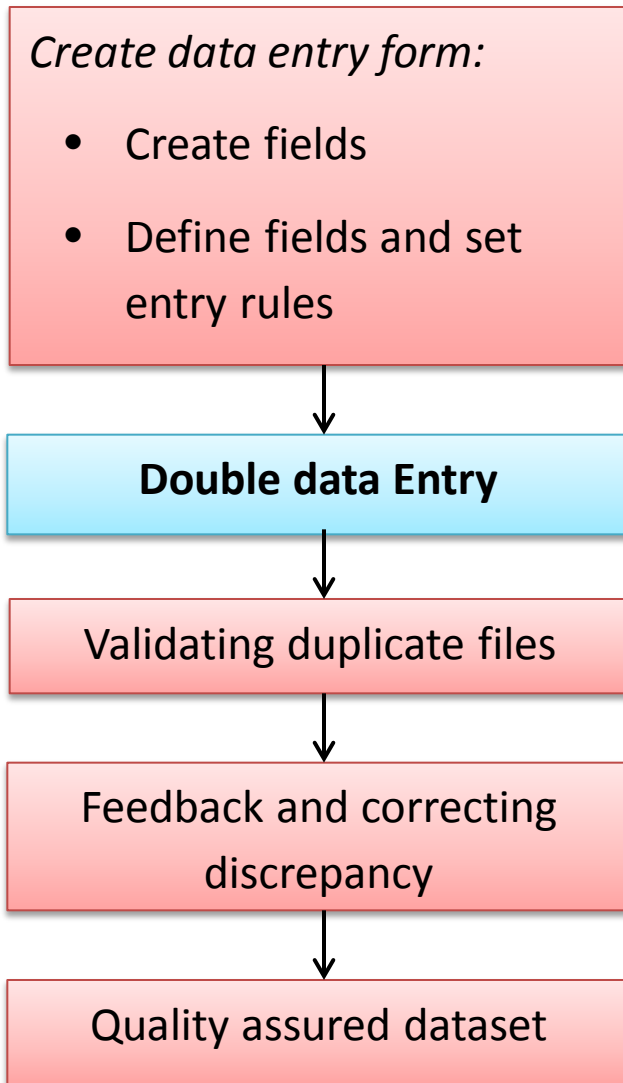 Create data entry form:
• Create fields
• Define fields and set
entry rules
Double data Entry
Validating duplicate files
Feedback and correcting
discrepancy
Quality assured dataset